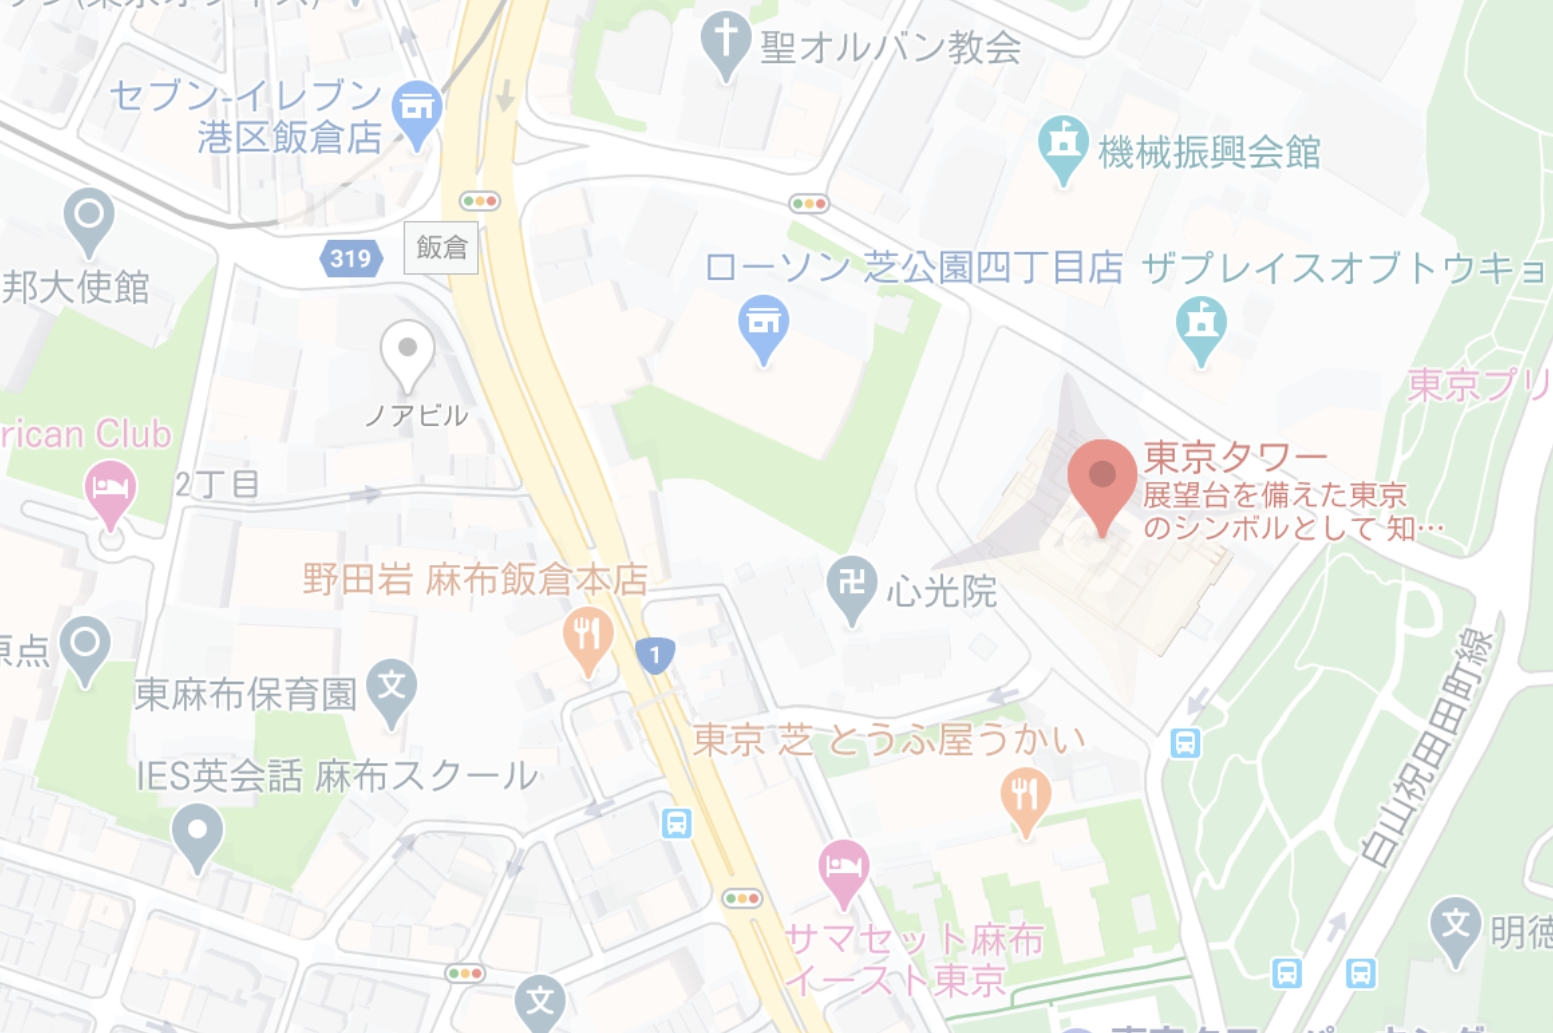 セブン-イレブン
港区飯倉店
聖オルバン教会
機械振興会館
319
飯倉
邦大使館
ローソン 芝公園四丁目店
ザプレイスオブトウキョ
ノアビル
東京プリ
rican Club
2丁目
東京タワー
展望台を備えた東京
のシンボルとして 知…
野田岩 麻布飯倉本店
心光院
1
原点
文
東麻布保育園
東京 芝 とうふ屋うかい
白山祝田田町線
IES英会話 麻布スクール
サマセット麻布
イースト東京
文
明徳
文